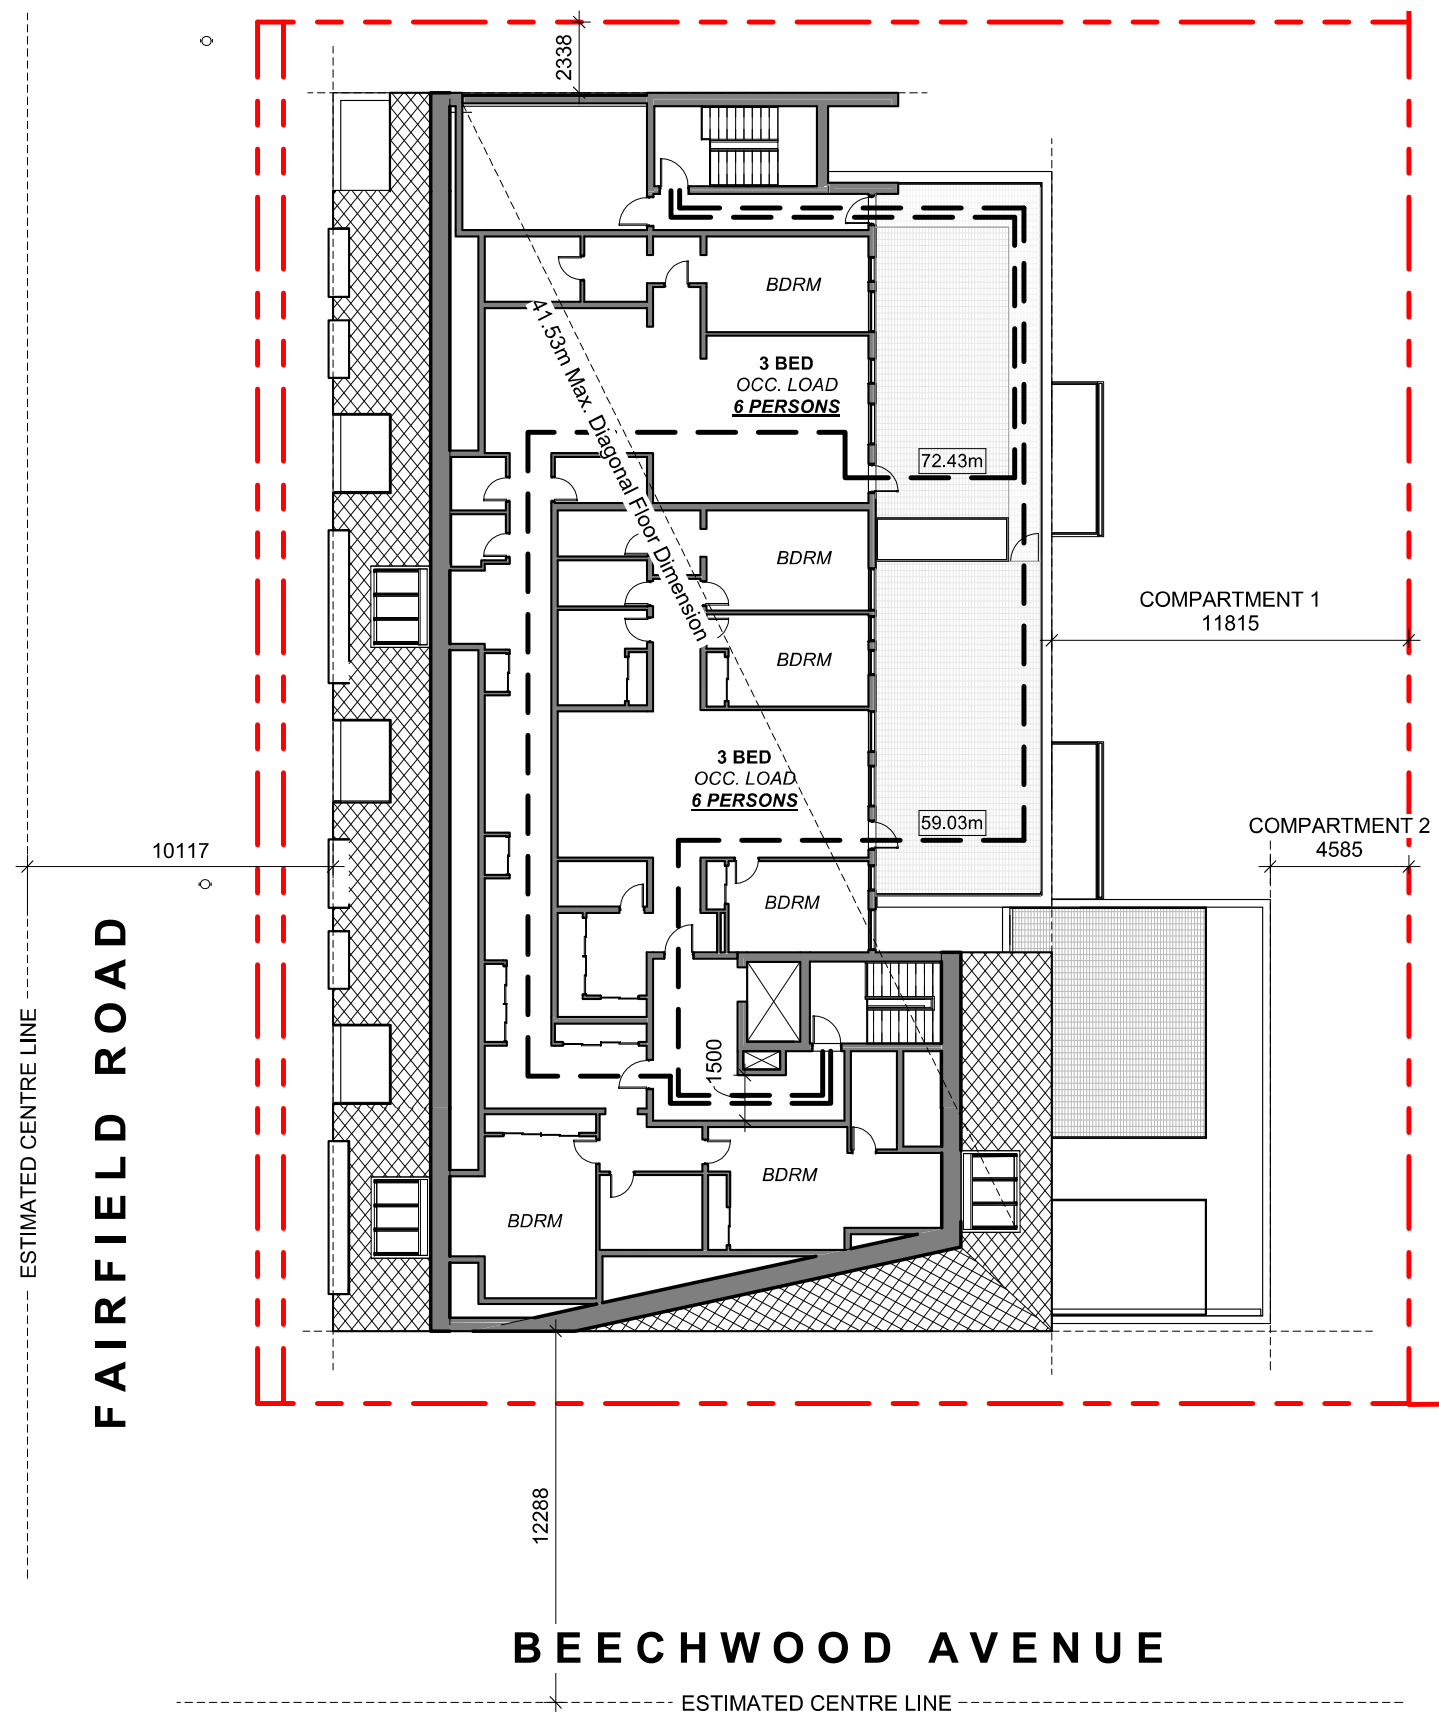 2338
BDRM
41.53m Max. Diagonal Floor Dimension
3 BED
OCC. LOAD
6 PERSONS
72.43m
BDRM
COMPARTMENT 1
11815
BDRM
3 BED
OCC. LOAD
6 PERSONS
59.03m
COMPARTMENT 2
4585
10117
BDRM
FAIRFIELD ROAD
ESTIMATED CENTRE LINE
1500
BDRM
BDRM
12288
BEECHWOOD AVENUE
ESTIMATED CENTRE LINE